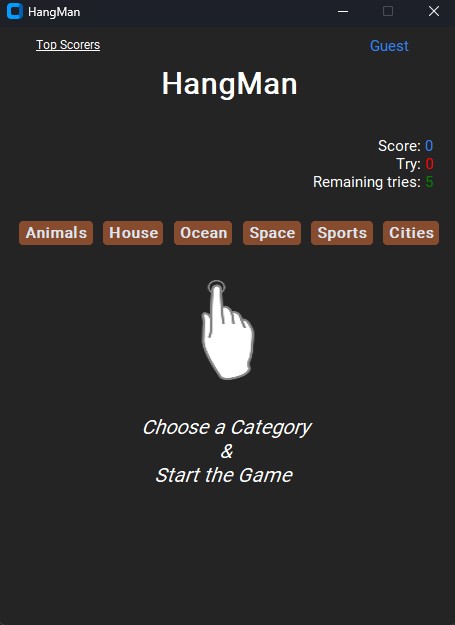 HangMan
Top Scorers
Guest
HangMan
Score: 0
Try: 0
Remaining tries: 5
Animals House Ocean Space Sports Cities
Choose a Category
&
Start the Game